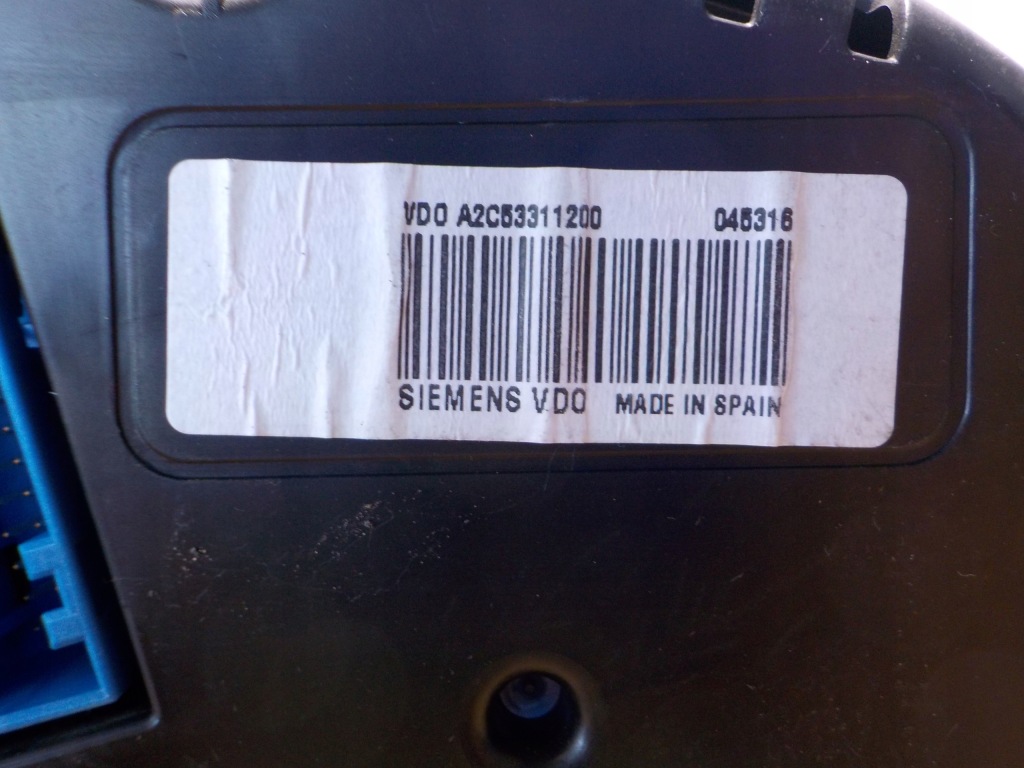 VDO A2C53311200 045316
SIEMENS VDO MADE IN SPAIN